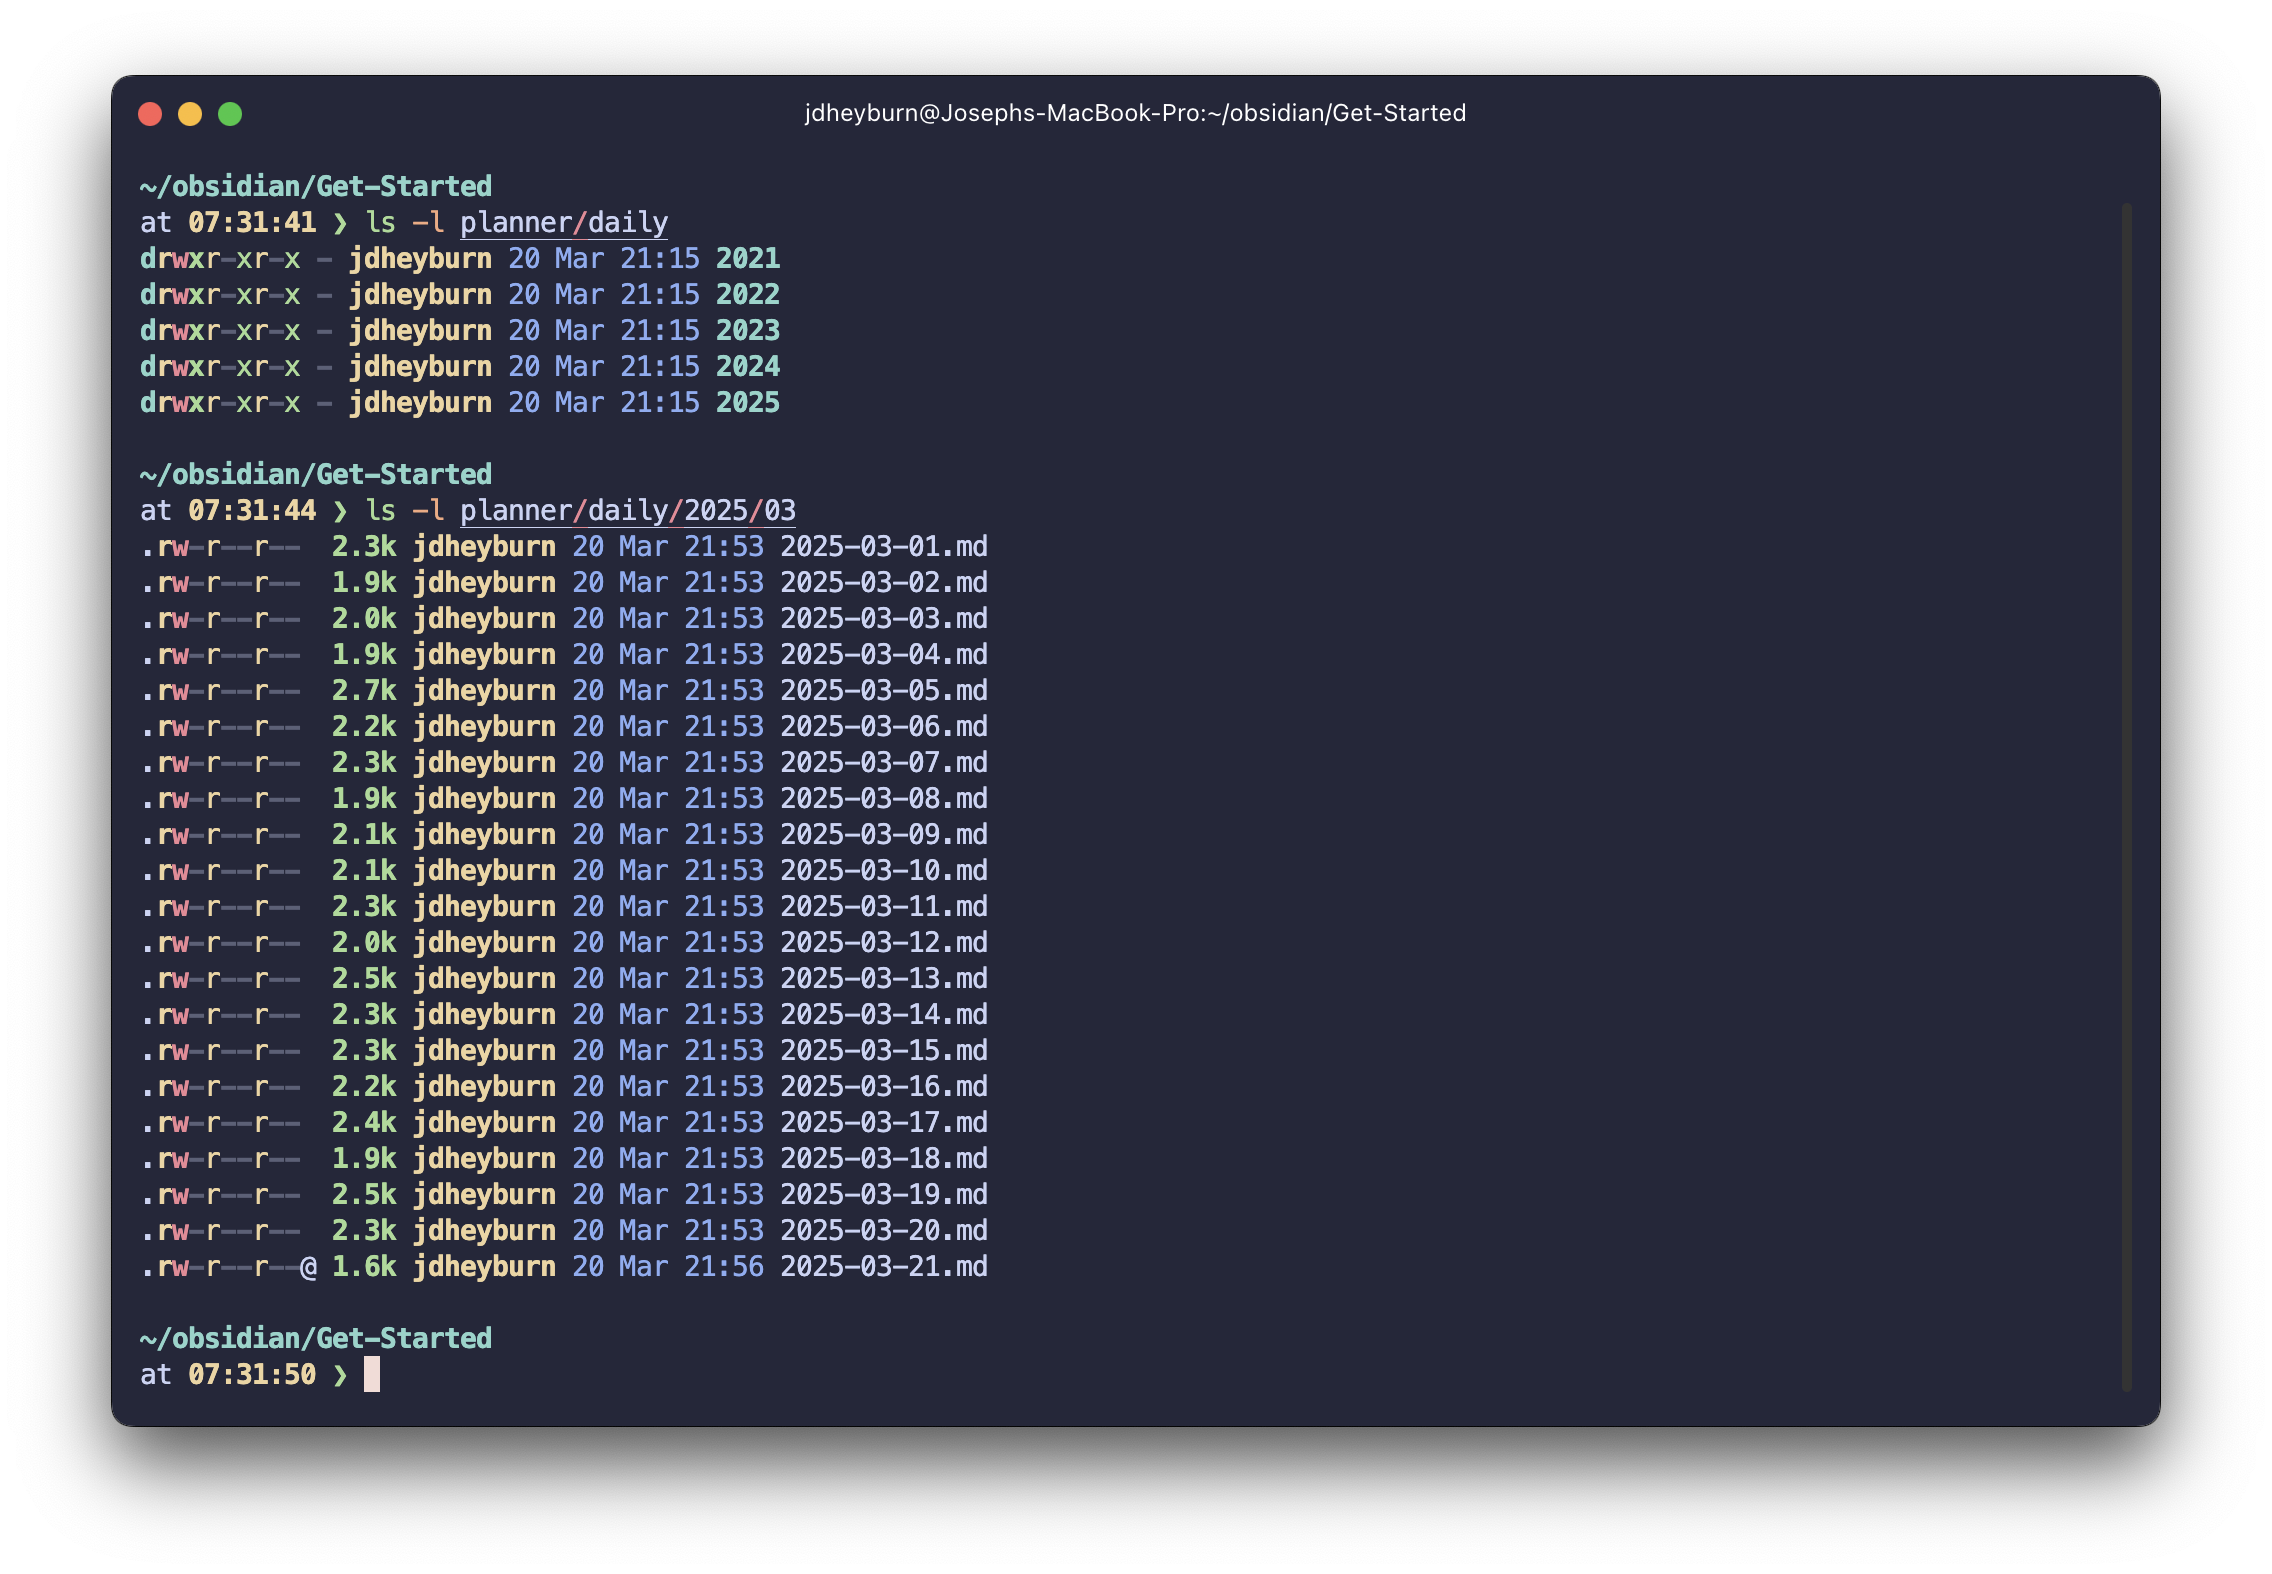 jdheyburn@Josephs-MacBook-Pro:~/obsidian/Get-Started
~/obsidian/Get-Started
at 07:31:41 ❯ ls -l planner/daily
drwxr-xr-x - jdheyburn 20 Mar 21:15 2021
drwxr-xr-x - jdheyburn 20 Mar 21:15 2022
drwxr-xr-x - jdheyburn 20 Mar 21:15 2023
drwxr-xr-x - jdheyburn 20 Mar 21:15 2024
drwxr-xr-x - jdheyburn 20 Mar 21:15 2025
~/obsidian/Get-Started
at 07:31:44 ❯ ls -l planner/daily/2025/03
.rw-r--r--  2.3k jdheyburn 20 Mar 21:53 2025-03-01.md
.rw-r--r--  1.9k jdheyburn 20 Mar 21:53 2025-03-02.md
.rw-r--r--  2.0k jdheyburn 20 Mar 21:53 2025-03-03.md
.rw-r--r--  1.9k jdheyburn 20 Mar 21:53 2025-03-04.md
.rw-r--r--  2.7k jdheyburn 20 Mar 21:53 2025-03-05.md
.rw-r--r--  2.2k jdheyburn 20 Mar 21:53 2025-03-06.md
.rw-r--r--  2.3k jdheyburn 20 Mar 21:53 2025-03-07.md
.rw-r--r--  1.9k jdheyburn 20 Mar 21:53 2025-03-08.md
.rw-r--r--  2.1k jdheyburn 20 Mar 21:53 2025-03-09.md
.rw-r--r--  2.1k jdheyburn 20 Mar 21:53 2025-03-10.md
.rw-r--r--  2.3k jdheyburn 20 Mar 21:53 2025-03-11.md
.rw-r--r--  2.0k jdheyburn 20 Mar 21:53 2025-03-12.md
.rw-r--r--  2.5k jdheyburn 20 Mar 21:53 2025-03-13.md
.rw-r--r--  2.3k jdheyburn 20 Mar 21:53 2025-03-14.md
.rw-r--r--  2.3k jdheyburn 20 Mar 21:53 2025-03-15.md
.rw-r--r--  2.2k jdheyburn 20 Mar 21:53 2025-03-16.md
.rw-r--r--  2.4k jdheyburn 20 Mar 21:53 2025-03-17.md
.rw-r--r--  1.9k jdheyburn 20 Mar 21:53 2025-03-18.md
.rw-r--r--  2.5k jdheyburn 20 Mar 21:53 2025-03-19.md
.rw-r--r--  2.3k jdheyburn 20 Mar 21:53 2025-03-20.md
.rw-r--r--@ 1.6k jdheyburn 20 Mar 21:56 2025-03-21.md
~/obsidian/Get-Started
at 07:31:50 ❯